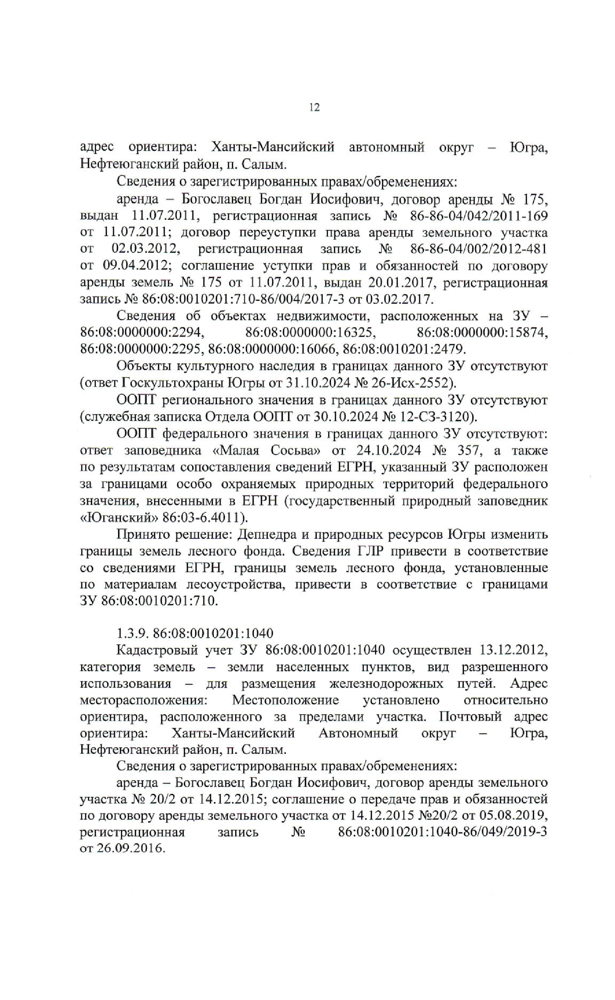 12
адрес ориентира: Ханты-Мансийский автономный округ – Югра,
Нефтеюганский район, п. Салым.
Сведения о зарегистрированных правах/обременениях:
аренда – Богославец Богдан Иосифович, договор аренды № 175,
выдан 11.07.2011, регистрационная запись № 86-86-04/042/2011-169
от 11.07.2011; договор переуступки права аренды земельного участка
от 02.03.2012, регистрационная запись № 86-86-04/002/2012-481
от 09.04.2012; соглашение уступки прав и обязанностей по договору
аренды земель № 175 от 11.07.2011, выдан 20.01.2017, регистрационная
запись № 86:08:0010201:710-86/004/2017-3 от 03.02.2017.
Сведения об объектах недвижимости, расположенных на ЗУ –
86:08:0000000:2294, 86:08:0000000:16325, 86:08:0000000:15874,
86:08:0000000:2295, 86:08:0000000:16066, 86:08:0010201:2479.
Объекты культурного наследия в границах данного ЗУ отсутствуют
(ответ Госкультохраны Югры от 31.10.2024 № 26-Исх-2552).
ООПТ регионального значения в границах данного ЗУ отсутствуют
(служебная записка Отдела ООПТ от 30.10.2024 № 12-СЗ-3120).
ООПТ федерального значения в границах данного ЗУ отсутствуют:
ответ заповедника «Малая Сосьва» от 24.10.2024 № 357, а также
по результатам сопоставления сведений ЕГРН, указанный ЗУ расположен
за границами особо охраняемых природных территорий федерального
значения, внесенными в ЕГРН (государственный природный заповедник
«Юганский» 86:03-6.4011).
Принято решение: Депнедра и природных ресурсов Югры изменить
границы земель лесного фонда. Сведения ГЛР привести в соответствие
со сведениями ЕГРН, границы земель лесного фонда, установленные
по материалам лесоустройства, привести в соответствие с границами
ЗУ 86:08:0010201:710.
1.3.9. 86:08:0010201:1040
Кадастровый учет ЗУ 86:08:0010201:1040 осуществлен 13.12.2012,
категория земель – земли населенных пунктов, вид разрешенного
использования – для размещения железнодорожных путей. Адрес
месторасположения: Местоположение установлено относительно
ориентира, расположенного за пределами участка. Почтовый адрес
ориентира: Ханты-Мансийский Автономный округ – Югра,
Нефтеюганский район, п. Салым.
Сведения о зарегистрированных правах/обременениях:
аренда – Богославец Богдан Иосифович, договор аренды земельного
участка № 20/2 от 14.12.2015; соглашение о передаче прав и обязанностей
по договору аренды земельного участка от 14.12.2015 №20/2 от 05.08.2019,
регистрационная запись № 86:08:0010201:1040-86/049/2019-3
от 26.09.2016.